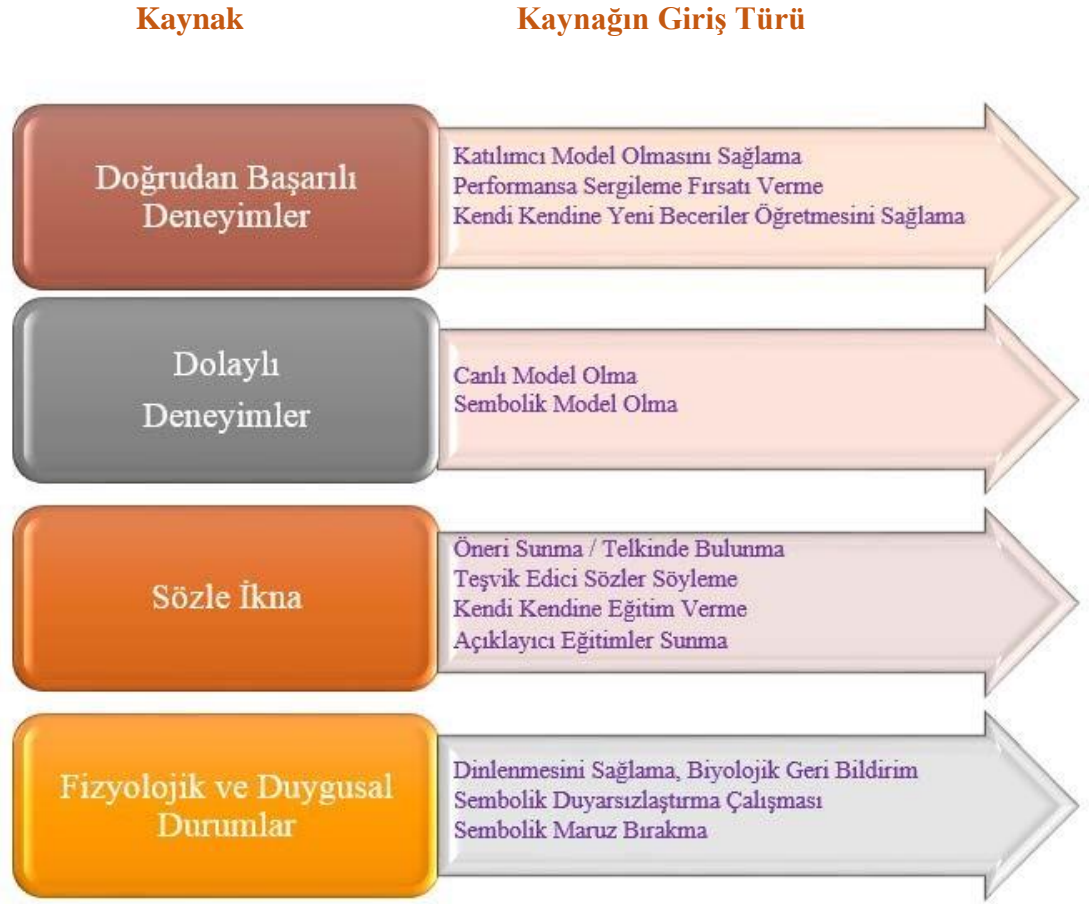 Kaynak
Kaynağın Giriş Türü
Doğrudan Başarılı
Deneyimler
Katılımcı Model Olmasını Sağlama
Performansa Sergileme Fırsatı Verme
Kendi Kendine Yeni Beceriler Öğretmesini Sağlama
Dolaylı
Deneyimler
Canlı Model Olma
Sembolik Model Olma
Sözle İkna
Öneri Sunma / Telkinde Bulunma
Teşvik Edici Sözler Söyleme
Kendi Kendine Eğitim Verme
Açıklayıcı Eğitimler Sunma
Fizyolojik ve Duygusal
Durumlar
Dinlenmesini Sağlama, Biyolojik Geri Bildirim
Sembolik Duyarsızlaştırma Çalışması
Sembolik Maruz Bırakma